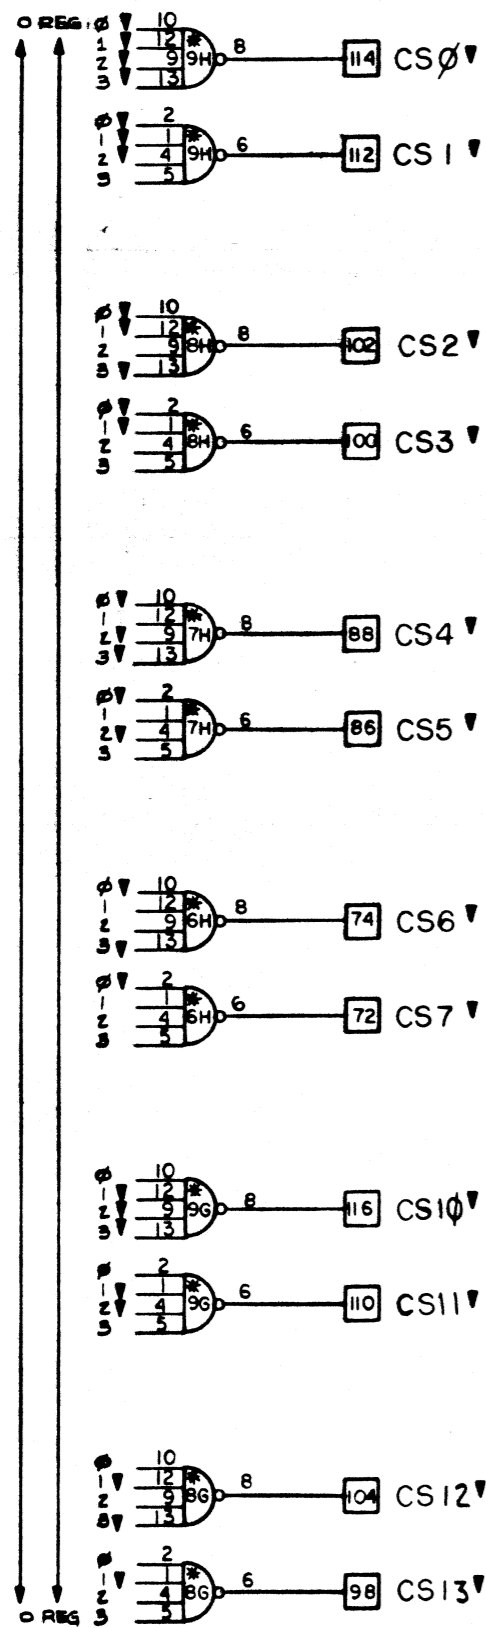 O REG: Ø▼ 10
1▼ 12 * 8 114 CSØ▼
2▼ 9 9H
3▼ 13
Ø▼ 2
1▼ 1 * 6 112 CS1▼
2▼ 4 9H
3 5
Ø▼ 10
1▼ 12 * 8 102 CS2▼
2 9 8H
3▼ 13
Ø▼ 2
1▼ 1 * 6 100 CS3▼
2 4 8H
3 5
Ø▼ 10
1 12 * 8 88 CS4▼
2▼ 9 7H
3▼ 13
Ø▼ 2
1 1 * 6 86 CS5▼
2▼ 4 7H
3 5
Ø▼ 10
1 12 * 8 74 CS6▼
2 9 6H
3▼ 13
Ø▼ 2
1 1 * 6 72 CS7▼
2 4 6H
3 5
Ø 10
1▼ 12 * 8 116 CS1Ø▼
2▼ 9 9G
3▼ 13
Ø 2
1▼ 1 * 6 110 CS11▼
2▼ 4 9G
3 5
Ø 10
1▼ 12 * 8 104 CS12▼
2 9 8G
3▼ 13
Ø 2
1▼ 1 * 6 98 CS13▼
2 4 8G
O REG 3 5